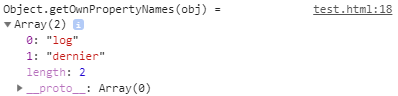 Object.getOwnPropertyNames(obj) = test.html:18
▼Array(2) i
0: "log"
1: "dernier"
length: 2
▶__proto__: Array(0)